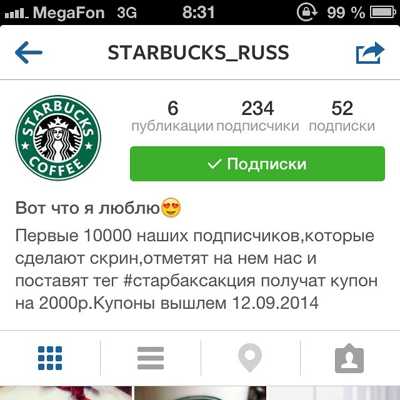 MegaFon 3G 8:31 99 %
STARBUCKS_RUSS
STARBUCKS
COFFEE
6 234 52
публикации подписчики подписки
Подписки
Вот что я люблю😍
Первые 10000 наших подписчиков,которые
сделают скрин,отметят на нем нас и
поставят тег #старбаксакция получат купон
на 2000р.Купоны вышлем 12.09.2014